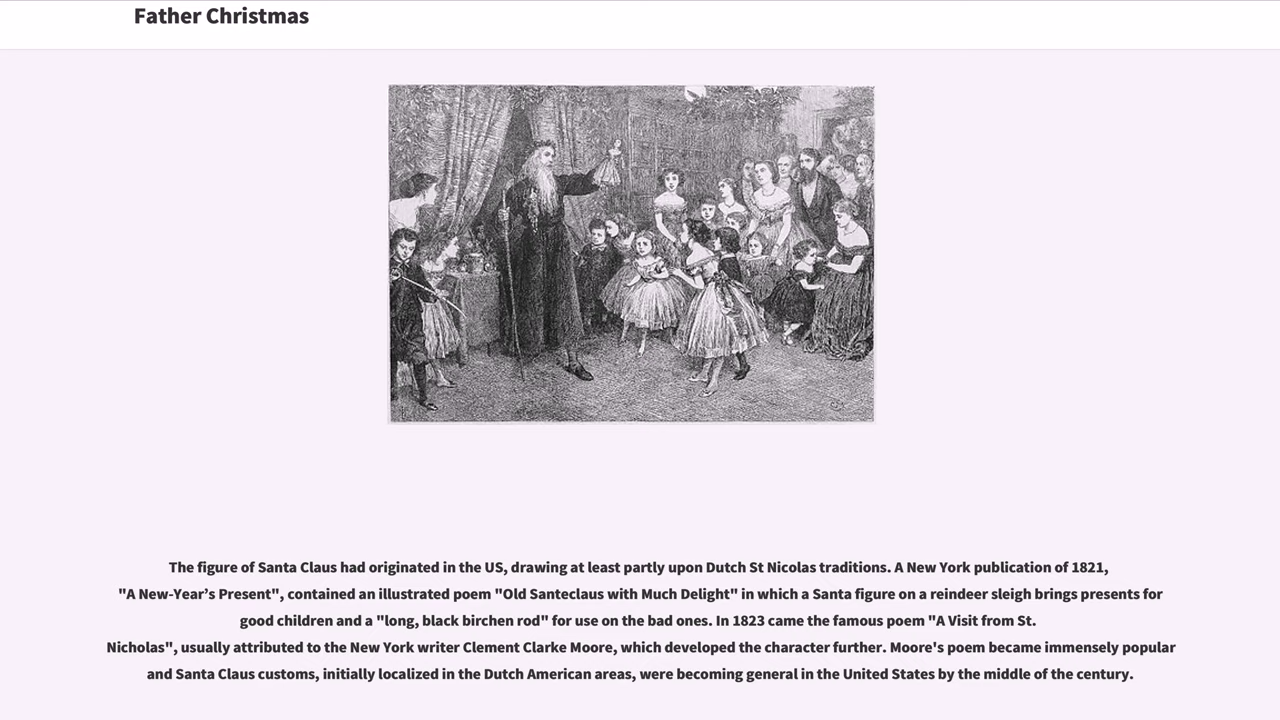 Father Christmas
The figure of Santa Claus had originated in the US, drawing at least partly upon Dutch St Nicolas traditions. A New York publication of 1821,
"A New-Year’s Present", contained an illustrated poem "Old Santeclaus with Much Delight" in which a Santa figure on a reindeer sleigh brings presents for
good children and a "long, black birchen rod" for use on the bad ones. In 1823 came the famous poem "A Visit from St.
Nicholas", usually attributed to the New York writer Clement Clarke Moore, which developed the character further. Moore's poem became immensely popular
and Santa Claus customs, initially localized in the Dutch American areas, were becoming general in the United States by the middle of the century.